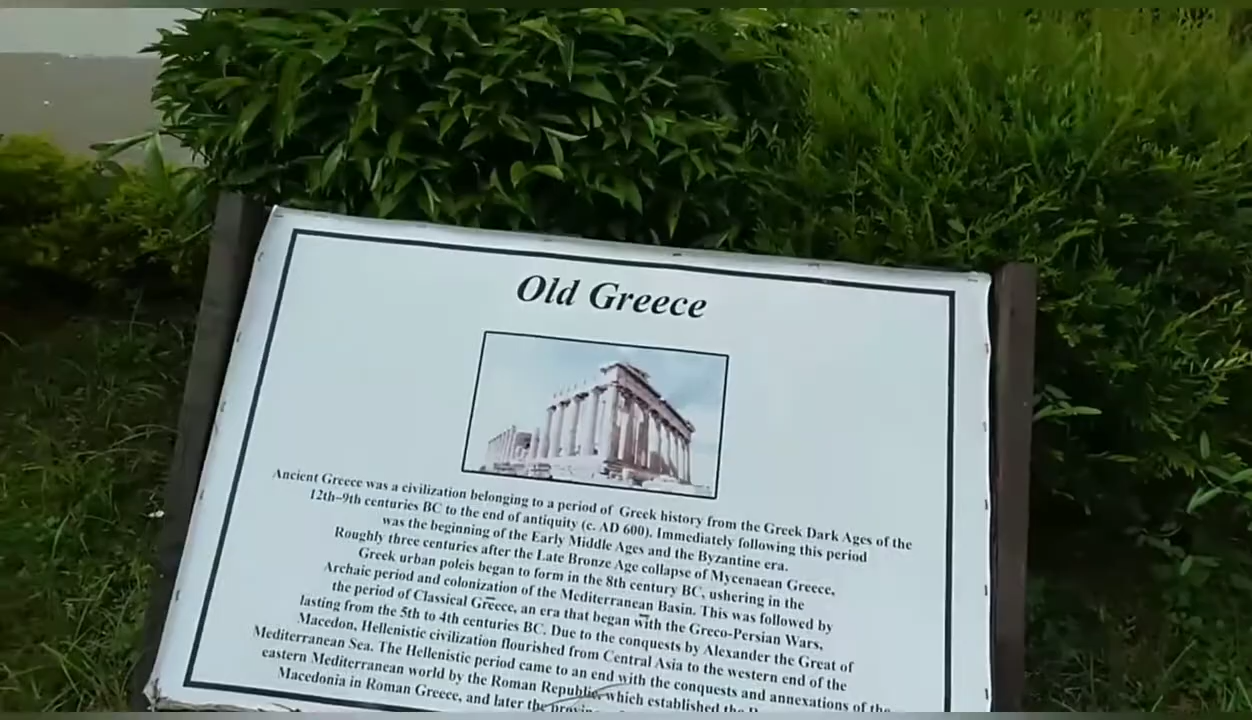 Old Greece
Ancient Greece was a civilization belonging to a period of Greek history from the Greek Dark Ages of the
12th–9th centuries BC to the end of antiquity (c. AD 600). Immediately following this period
was the beginning of the Early Middle Ages and the Byzantine era.
Roughly three centuries after the Late Bronze Age collapse of Mycenaean Greece,
Greek urban poleis began to form in the 8th century BC, ushering in the
Archaic period and colonization of the Mediterranean Basin. This was followed by
the period of Classical Greece, an era that began with the Greco-Persian Wars,
lasting from the 5th to 4th centuries BC. Due to the conquests by Alexander the Great of
Macedon, Hellenistic civilization flourished from Central Asia to the western end of the
Mediterranean Sea. The Hellenistic period came to an end with the conquests and annexations of the
eastern Mediterranean world by the Roman Republic, which established the
Macedonia in Roman Greece, and later the